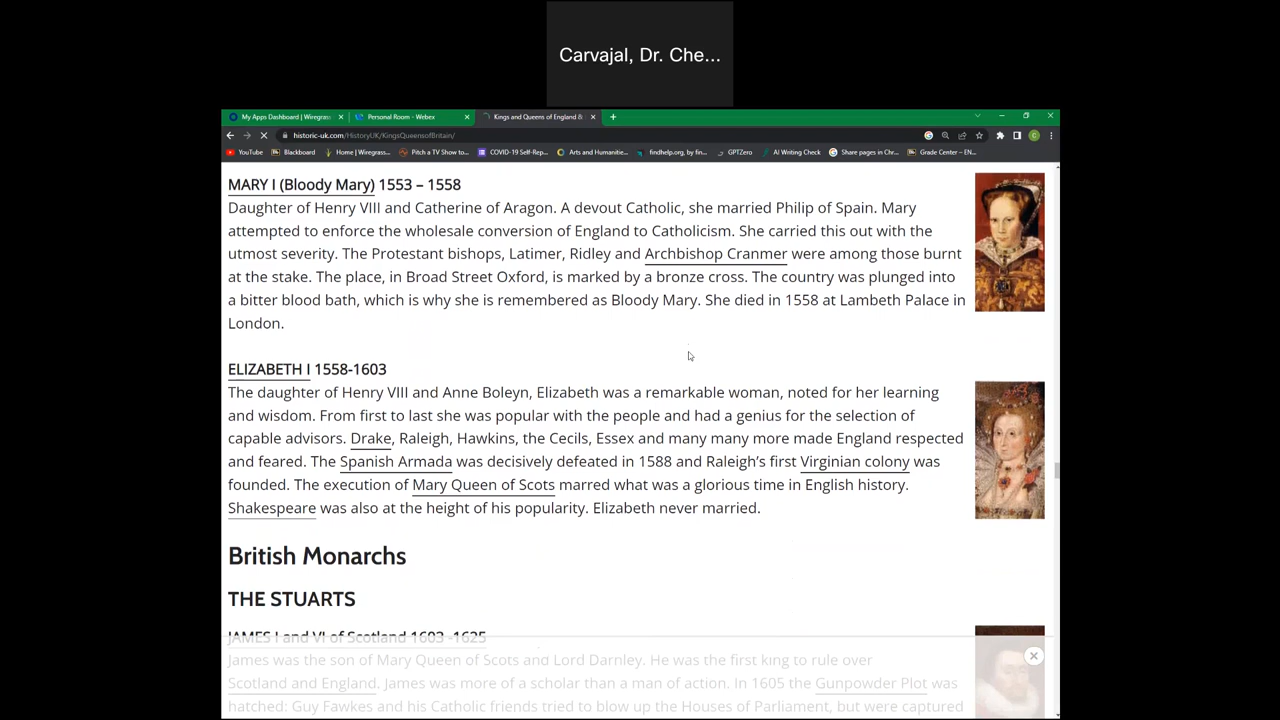 Carvajal, Dr. Che...
My Apps Dashboard | Wiregrass
Personal Room - Webex
Kings and Queens of England &
historic-uk.com/HistoryUK/KingsQueensofBritain/
YouTube
Blackboard
Home | Wiregrass...
Pitch a TV Show to...
COVID-19 Self-Rep...
Arts and Humanitie...
findhelp.org, by fin...
GPTZero
AI Writing Check
Share pages in Chr...
Grade Center – EN...
MARY I (Bloody Mary) 1553 – 1558
Daughter of Henry VIII and Catherine of Aragon. A devout Catholic, she married Philip of Spain. Mary
attempted to enforce the wholesale conversion of England to Catholicism. She carried this out with the
utmost severity. The Protestant bishops, Latimer, Ridley and Archbishop Cranmer were among those burnt
at the stake. The place, in Broad Street Oxford, is marked by a bronze cross. The country was plunged into
a bitter blood bath, which is why she is remembered as Bloody Mary. She died in 1558 at Lambeth Palace in
London.
ELIZABETH I 1558-1603
The daughter of Henry VIII and Anne Boleyn, Elizabeth was a remarkable woman, noted for her learning
and wisdom. From first to last she was popular with the people and had a genius for the selection of
capable advisors. Drake, Raleigh, Hawkins, the Cecils, Essex and many many more made England respected
and feared. The Spanish Armada was decisively defeated in 1588 and Raleigh's first Virginian colony was
founded. The execution of Mary Queen of Scots marred what was a glorious time in English history.
Shakespeare was also at the height of his popularity. Elizabeth never married.
British Monarchs
THE STUARTS
JAMES I and VI of Scotland 1603 -1625
James was the son of Mary Queen of Scots and Lord Darnley. He was the first king to rule over
Scotland and England. James was more of a scholar than a man of action. In 1605 the Gunpowder Plot was
hatched: Guy Fawkes and his Catholic friends tried to blow up the Houses of Parliament, but were captured